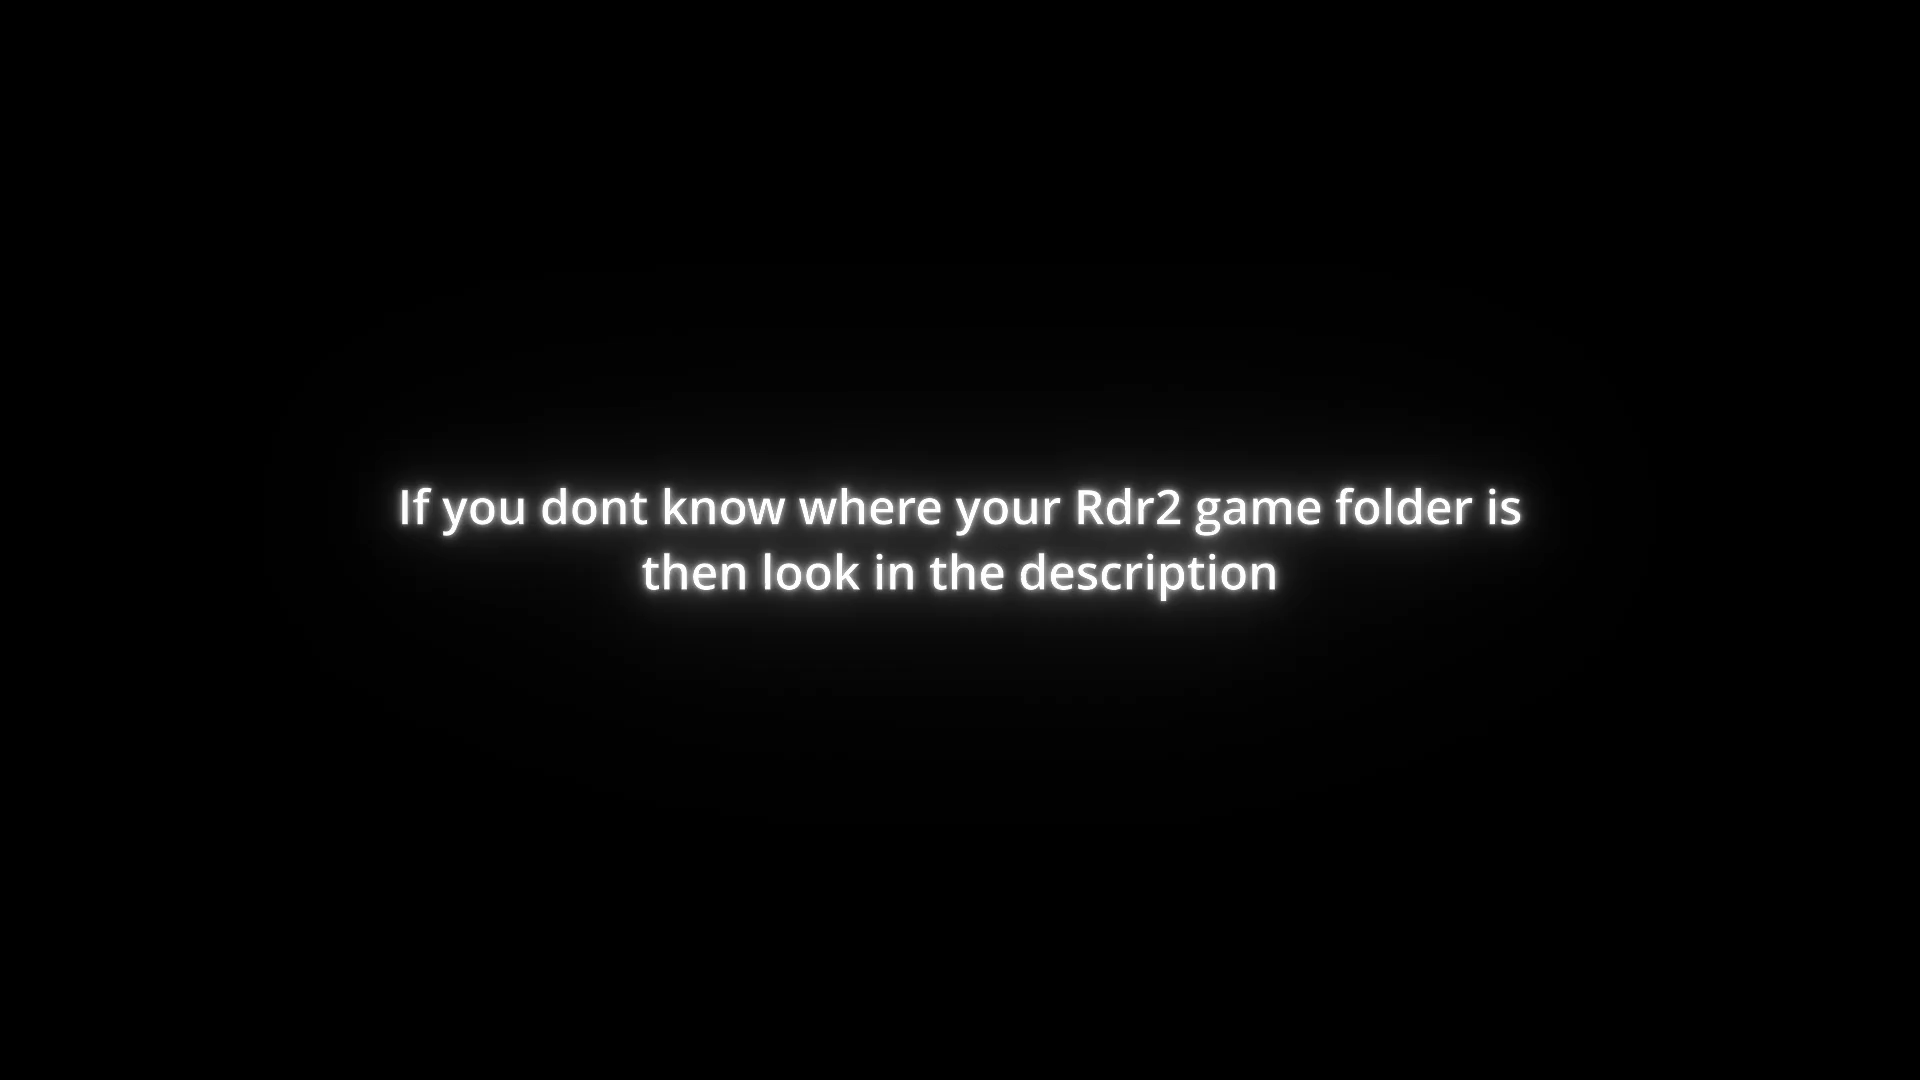 If you dont know where your Rdr2 game folder is
then look in the description